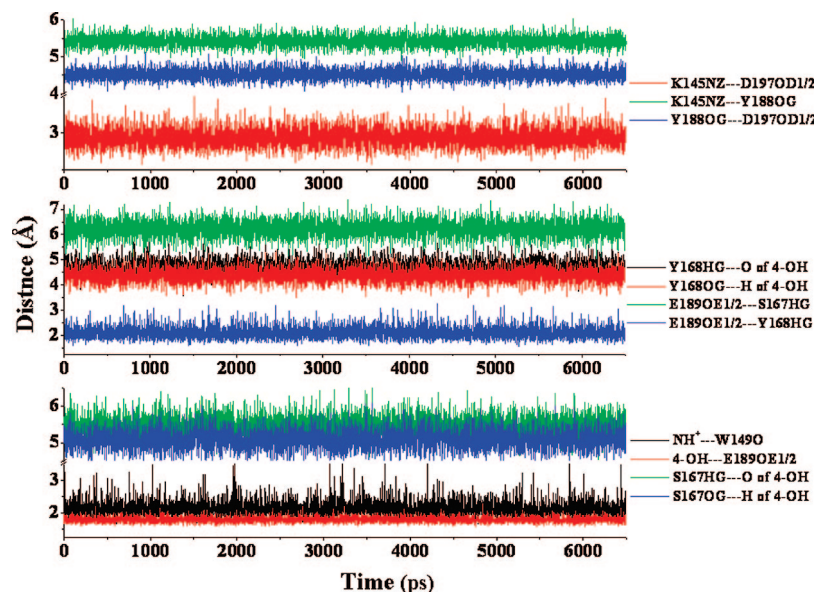 6
5
4
3
K145NZ---D197OD1/2
K145NZ---Y188OG
Y188OG---D197OD1/2
0 1000 2000 3000 4000 5000 6000
7
6
5
4
3
2
Y168HG---O of 4-OH
Y168OG---H of 4-OH
E189OE1/2---S167HG
E189OE1/2---Y168HG
0 1000 2000 3000 4000 5000 6000
Distnce (Å)
6
5
3
2
NH+---W149O
4-OH---E189OE1/2
S167HG---O of 4-OH
S167OG---H of 4-OH
0 1000 2000 3000 4000 5000 6000
Time (ps)